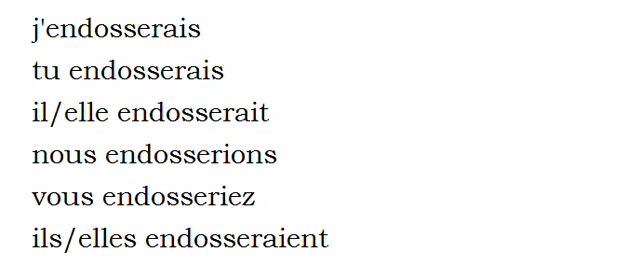 j'endosserais
tu endosserais
il/elle endosserait
nous endosserions
vous endosseriez
ils/elles endosseraient